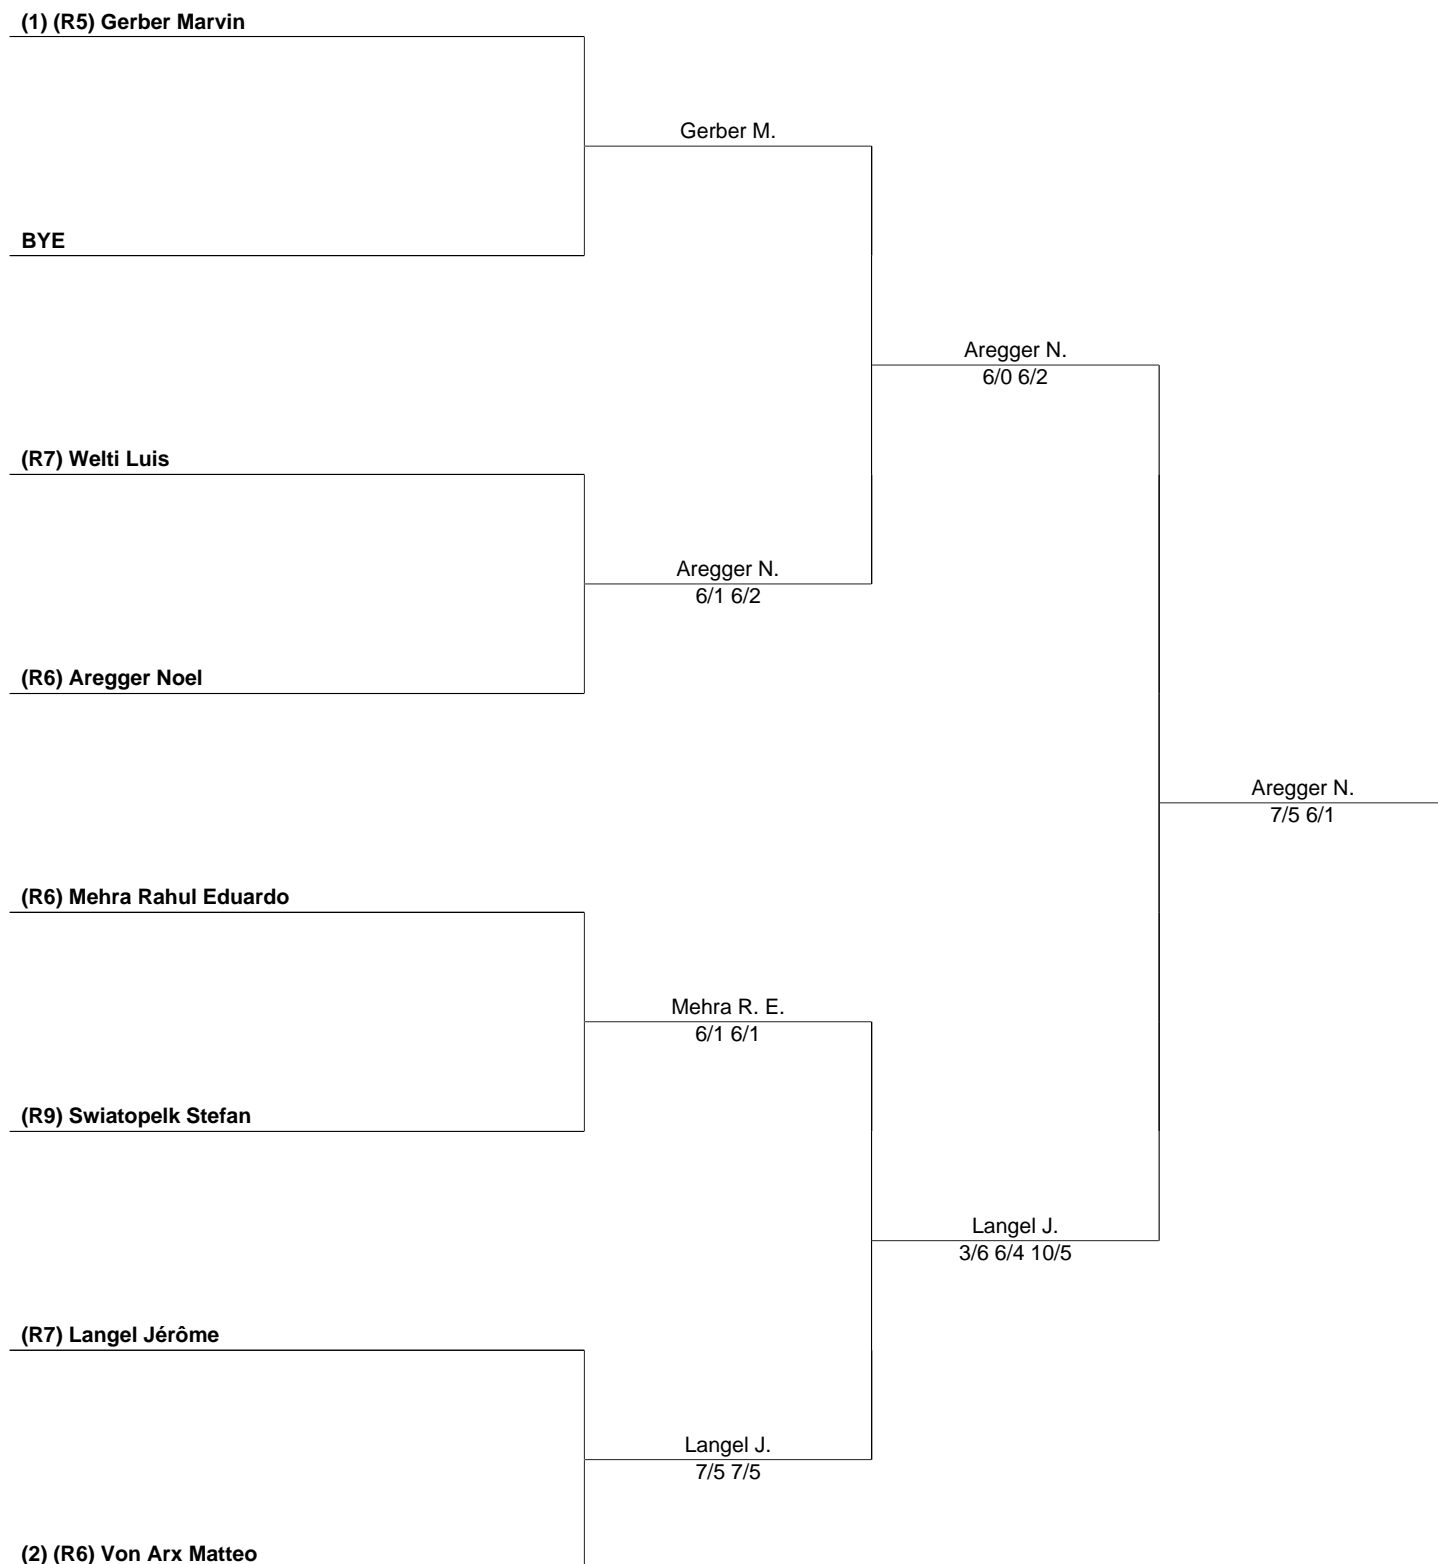 (1) (R5) Gerber Marvin
Gerber M.
BYE
Aregger N.
6/0 6/2
(R7) Welti Luis
Aregger N.
6/1 6/2
(R6) Aregger Noel
Aregger N.
7/5 6/1
(R6) Mehra Rahul Eduardo
Mehra R. E.
6/1 6/1
(R9) Swiatopelk Stefan
Langel J.
3/6 6/4 10/5
(R7) Langel Jérôme
Langel J.
7/5 7/5
(2) (R6) Von Arx Matteo